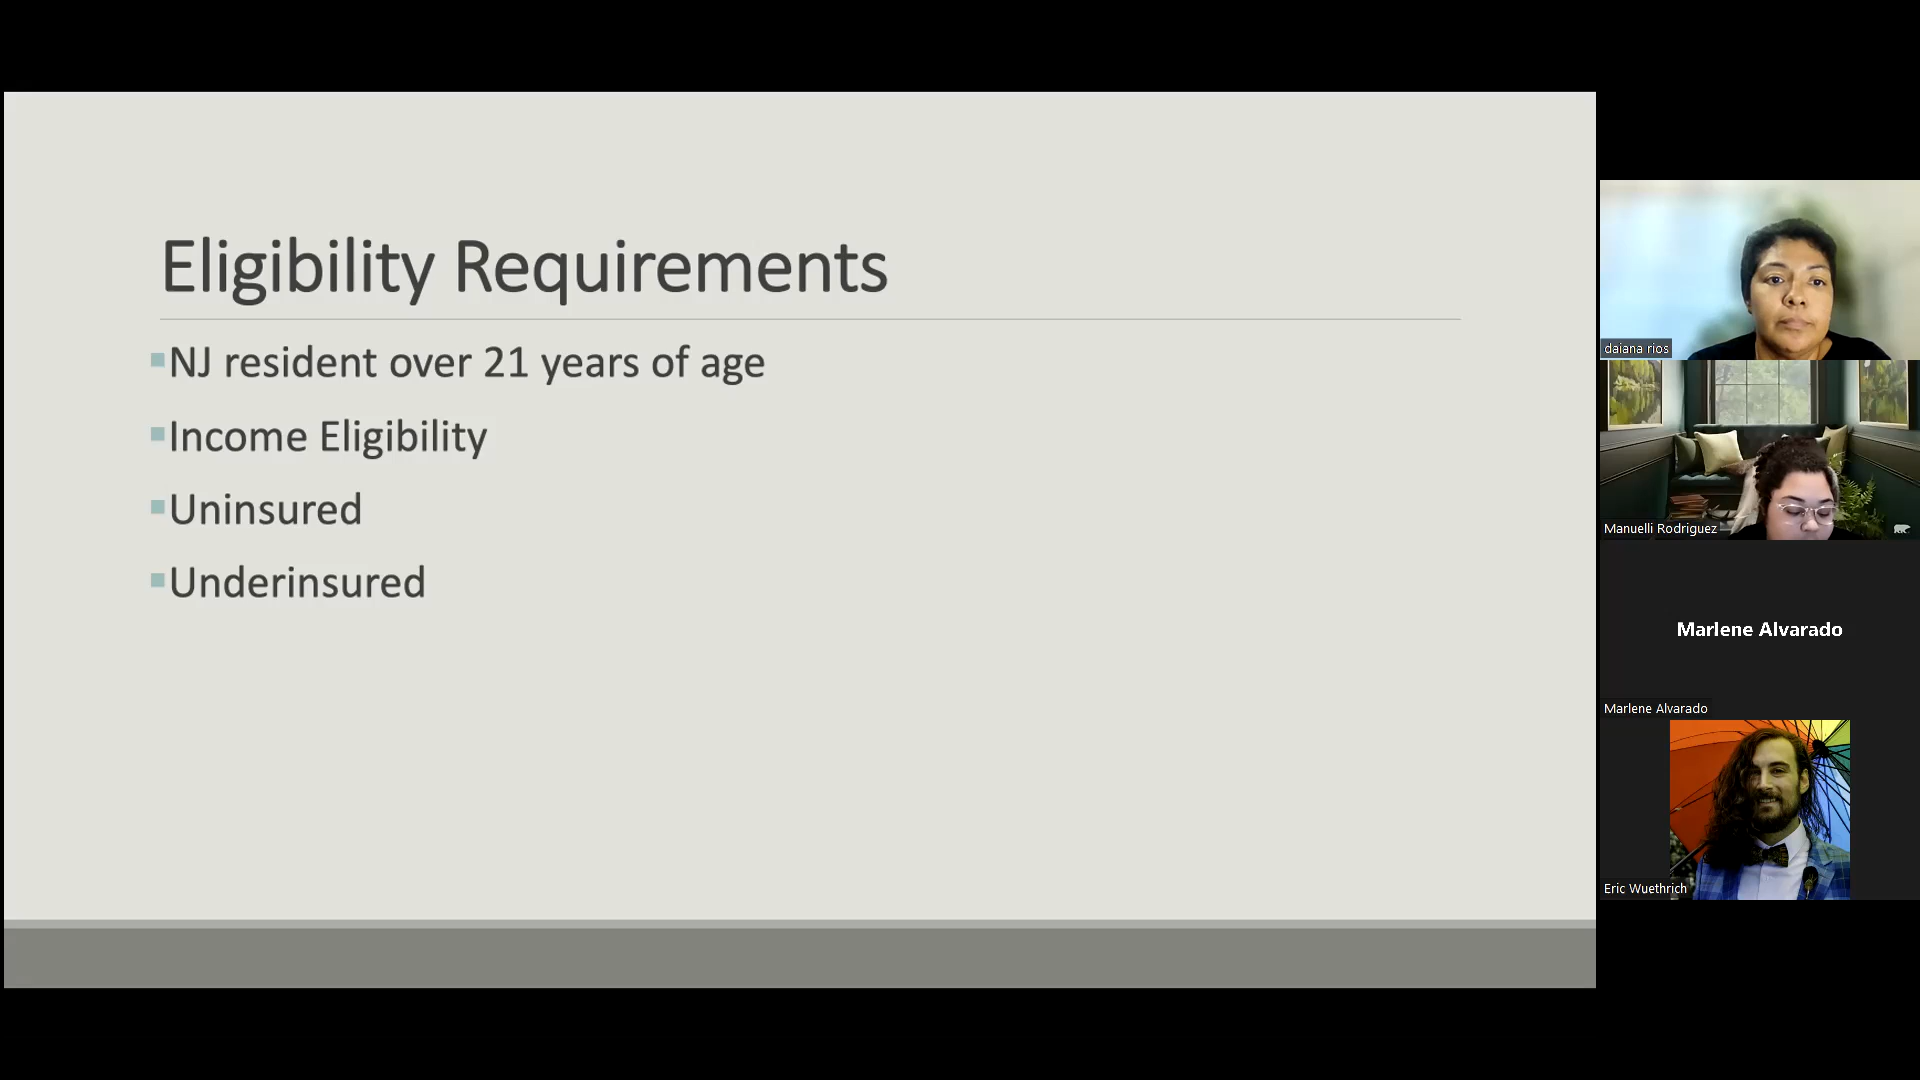 Eligibility Requirements
NJ resident over 21 years of age
Income Eligibility
Uninsured
Underinsured
daiana rios
Manuelli Rodriguez
Marlene Alvarado
Marlene Alvarado
Eric Wuethrich